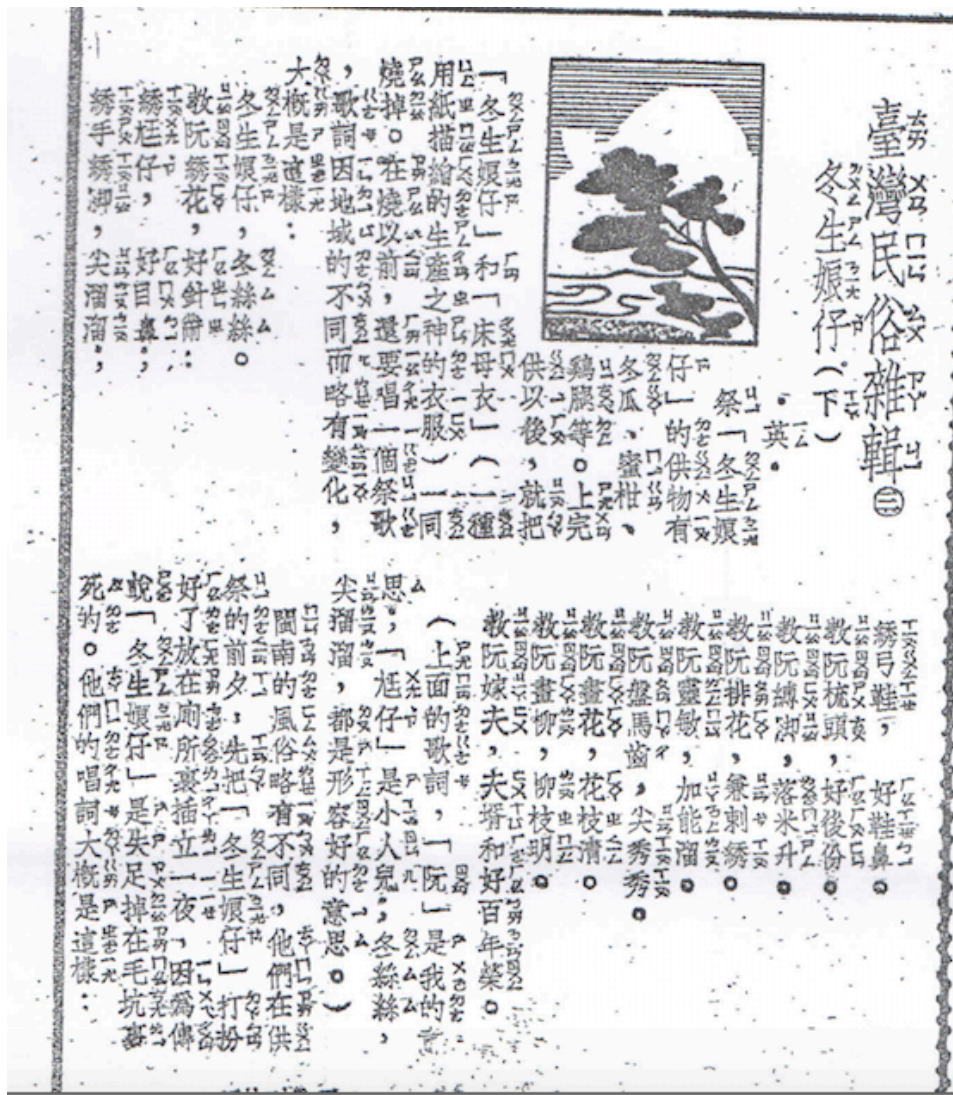 臺灣民俗雜輯㊂
冬生娘仔(下)
•英•
祭「冬生娘
仔」的供物有
冬瓜、蜜柑、
鷄腿等。上完
供以後,就把
「冬生娘仔」和「床母衣」(一種
用紙描繪的生產之神的衣服)一同
燒掉。在燒以前,還要唱一個祭歌
,歌詞因地域的不同而略有變化,
大概是這樣:
冬生娘仔,冬絲絲。
教阮綉花,好針黹:
綉尫仔,好目鼻;
綉手綉脚,尖溜溜;
綉弓鞋,好鞋鼻。
教阮梳頭,好後份
教阮縛脚,落米升。
教阮排花,兼刺綉。
教阮靈敏,加能溜。
教阮盤馬齒,尖秀秀。
教阮畫花,花枝清。
教阮畫柳,柳枝明。
教阮嫁夫,夫壻和好百年榮。
(上面的歌詞,「阮」是我的意
思,「尫仔」是小人兒;冬絲絲,
尖溜溜,都是形容好的意思。)
閩南的風俗略有不同,他們在供
祭的前夕,先把「冬生娘仔」打扮
好了放在廁所裏插立一夜,因爲傳
說「冬生娘仔」是失足掉在毛坑裏
死的。他們的唱詞大概是這樣: